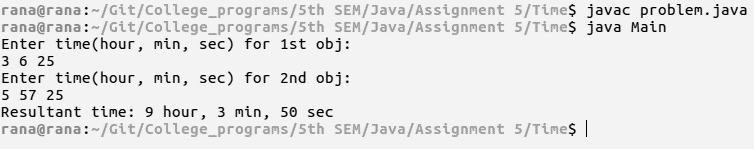 rana@rana:~/Git/College_programs/5th SEM/Java/Assignment 5/Time$ javac problem.java
rana@rana:~/Git/College_programs/5th SEM/Java/Assignment 5/Time$ java Main
Enter time(hour, min, sec) for 1st obj:
3 6 25
Enter time(hour, min, sec) for 2nd obj:
5 57 25
Resultant time: 9 hour, 3 min, 50 sec
rana@rana:~/Git/College_programs/5th SEM/Java/Assignment 5/Time$